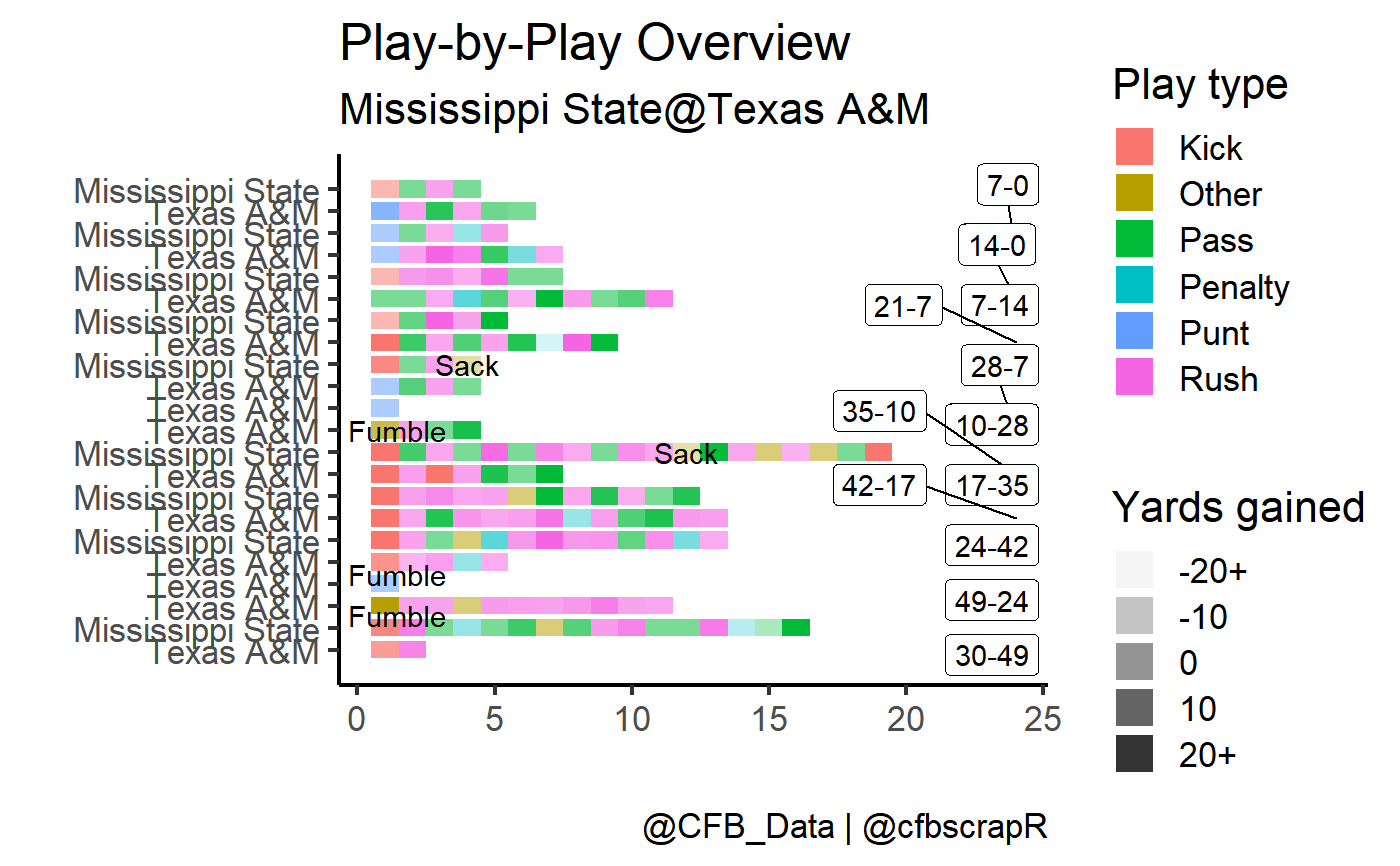 Play-by-Play Overview
Mississippi State@Texas A&M
Mississippi State
Texas A&M
Mississippi State
Texas A&M
Mississippi State
Texas A&M
Mississippi State
Texas A&M
Mississippi State
Texas A&M
Texas A&M
Texas A&M
Mississippi State
Texas A&M
Mississippi State
Texas A&M
Mississippi State
Texas A&M
Texas A&M
Texas A&M
Mississippi State
Texas A&M
Sack
Fumble
Sack
Fumble
Fumble
7-0
14-0
21-7
7-14
28-7
35-10
10-28
42-17
17-35
24-42
49-24
30-49
0 5 10 15 20 25
Play type
Kick
Other
Pass
Penalty
Punt
Rush
Yards gained
-20+
-10
0
10
20+
@CFB_Data | @cfbscrapR